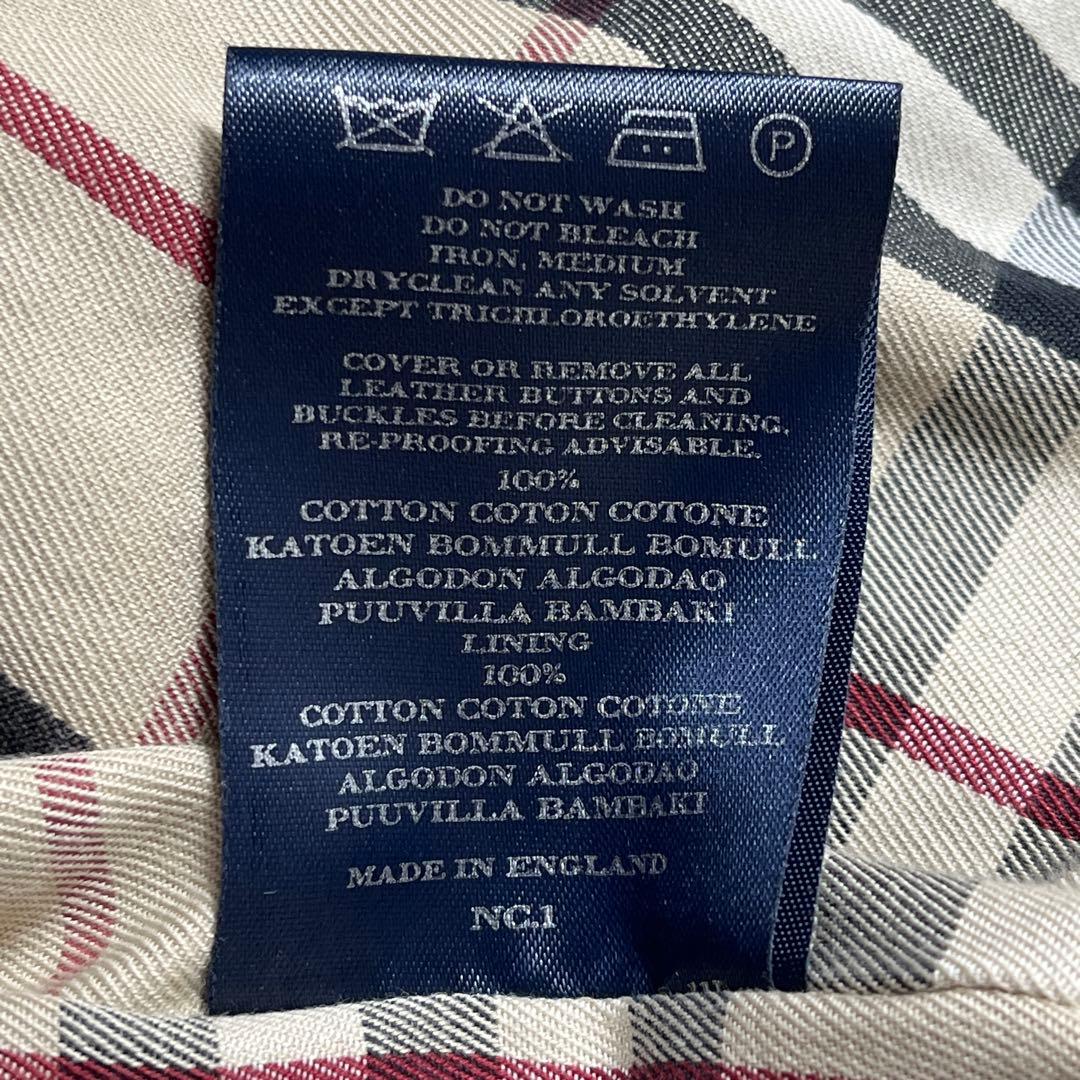 P
DO NOT WASH
DO NOT BLEACH
IRON, MEDIUM
DRYCLEAN ANY SOLVENT
EXCEPT TRICHLOROETHYLENE
COVER OR REMOVE ALL
LEATHER BUTTONS AND
BUCKLES BEFORE CLEANING.
RE-PROOFING ADVISABLE.
100%
COTTON COTON COTONE
KATOEN BOMMULL BOMULL
ALGODON ALGODAO
PUUVILLA BAMBAKI
LINING
100%
COTTON COTON COTONE
KATOEN BOMMULL BOMULL
ALGODON ALGODAO
PUUVILLA BAMBAKI
MADE IN ENGLAND
NC.1